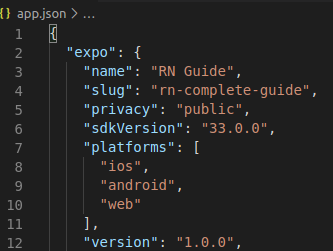 {} app.json > ...
1 {
2 "expo": {
3 "name": "RN Guide",
4 "slug": "rn-complete-guide",
5 "privacy": "public",
6 "sdkVersion": "33.0.0",
7 "platforms": [
8 "ios",
9 "android",
10 "web"
11 ],
12 "version": "1.0.0",